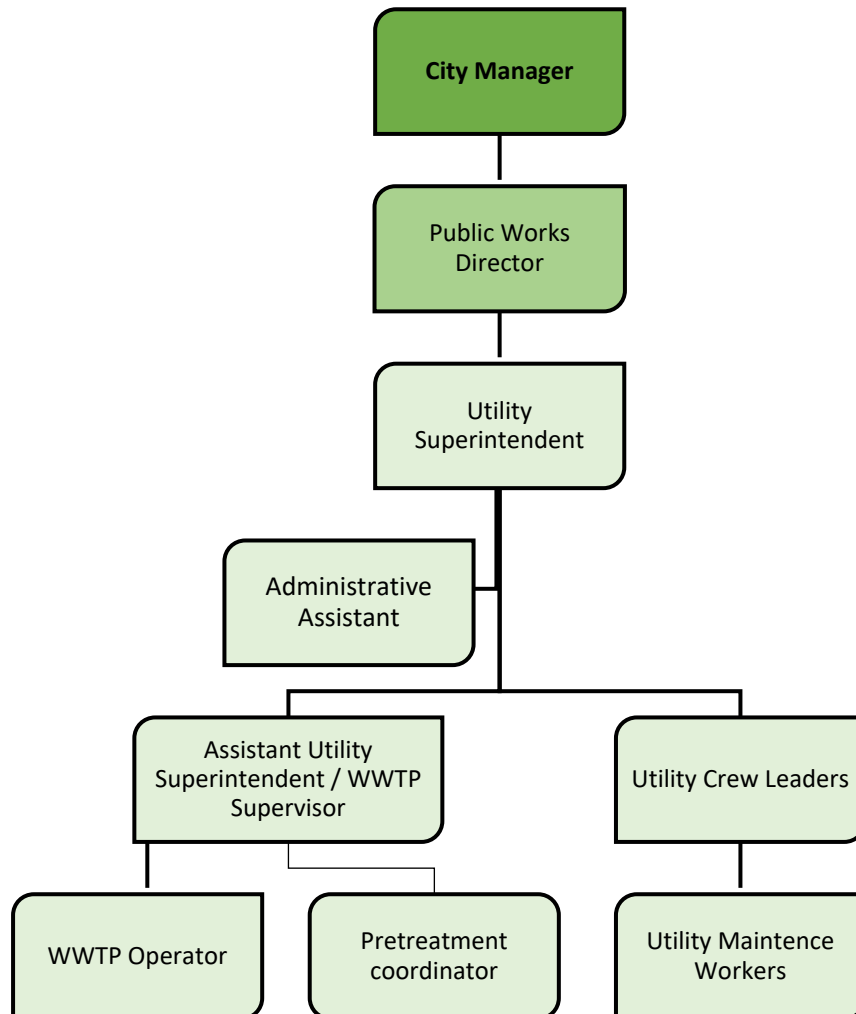 City Manager
Public Works
Director
Utility
Superintendent
Administrative
Assistant
Assistant Utility
Superintendent / WWTP
Supervisor
Utility Crew Leaders
WWTP Operator
Pretreatment
coordinator
Utility Maintence
Workers